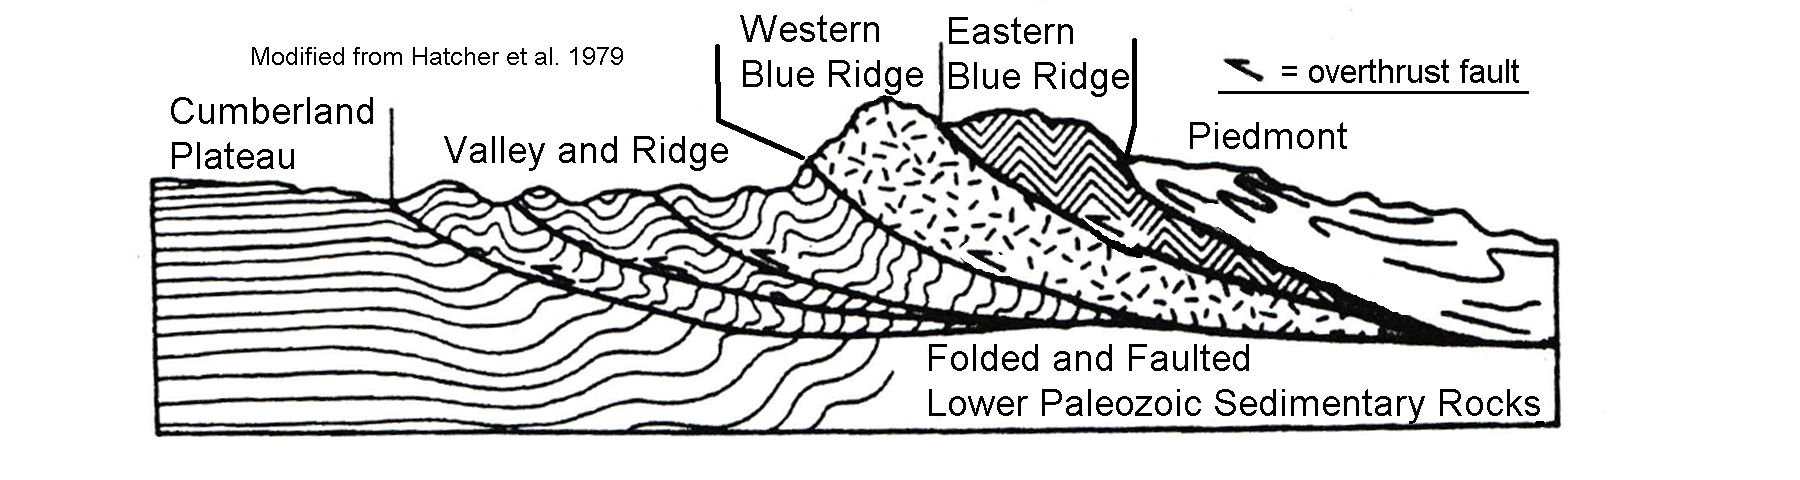 Modified from Hatcher et al. 1979
Cumberland
Plateau
Valley and Ridge
Western
Blue Ridge
Eastern
Blue Ridge
= overthrust fault
Piedmont
Folded and Faulted
Lower Paleozoic Sedimentary Rocks